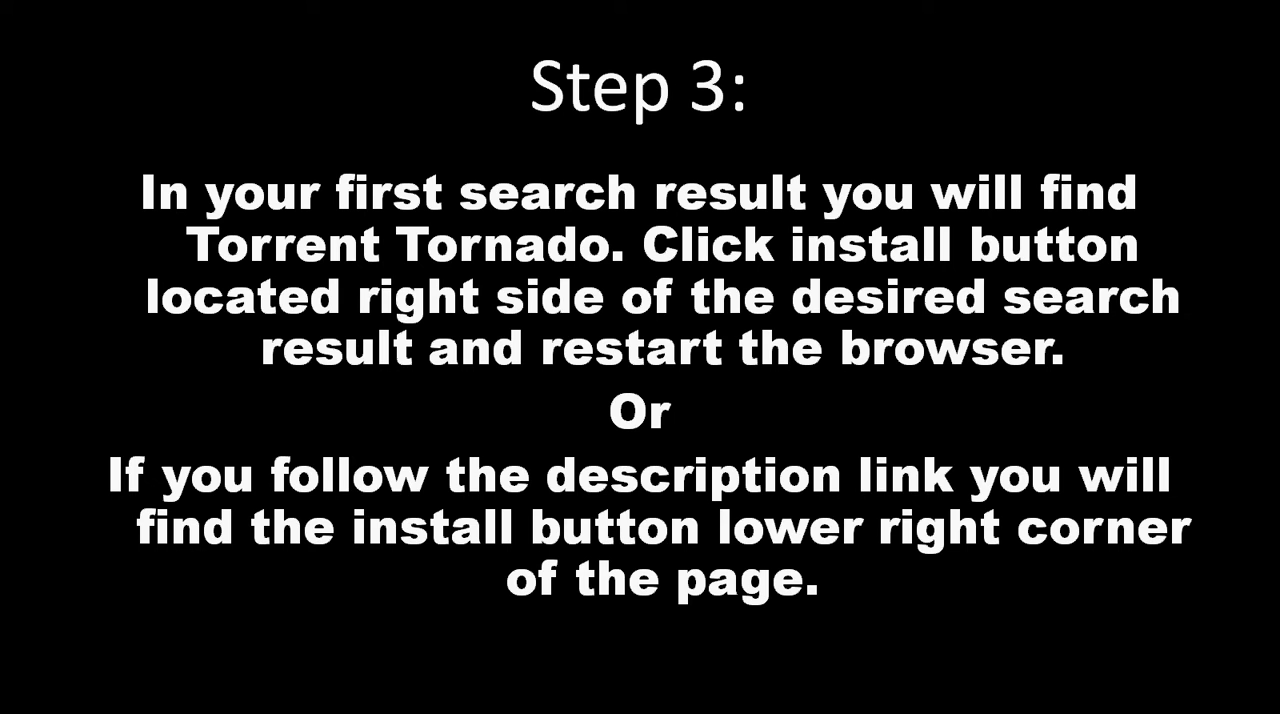 Step 3:
In your first search result you will find
Torrent Tornado. Click install button
located right side of the desired search
result and restart the browser.
Or
If you follow the description link you will
find the install button lower right corner
of the page.